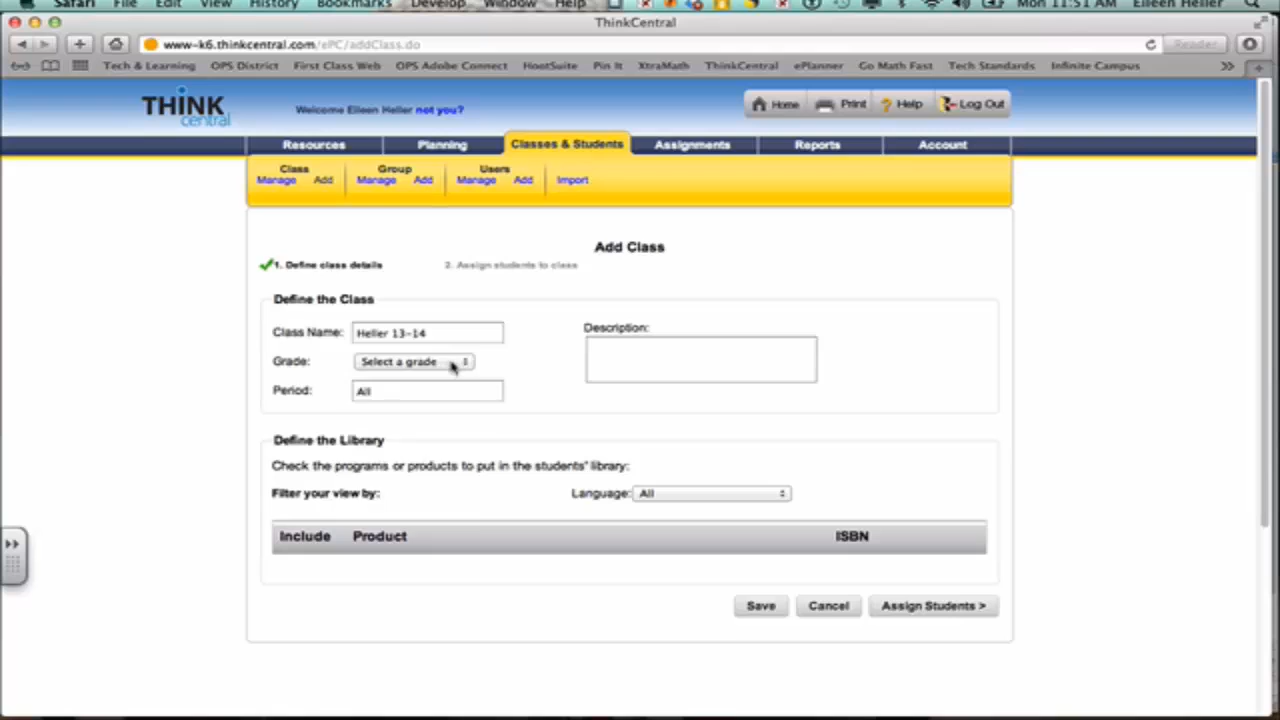 Safari File Edit View History Bookmarks Develop Window Help Mon 11:51 AM Eileen Heller
ThinkCentral
www-k6.thinkcentral.com/ePC/addClass.do Reader
Tech & Learning OPS District First Class Web OPS Adobe Connect HootSuite Pin It XtraMath ThinkCentral ePlanner Go Math Fast Tech Standards Infinite Campus
THiNK central
Welcome Eileen Heller not you?
Home Print Help Log Out
Resources Planning Classes & Students Assignments Reports Account
Class Group Users
Manage Add Manage Add Manage Add Import
Add Class
1. Define class details 2. Assign students to class
Define the Class
Class Name: Heller 13-14 Description:
Grade: Select a grade
Period: All
Define the Library
Check the programs or products to put in the students' library:
Filter your view by: Language: All
Include Product ISBN
Save Cancel Assign Students >